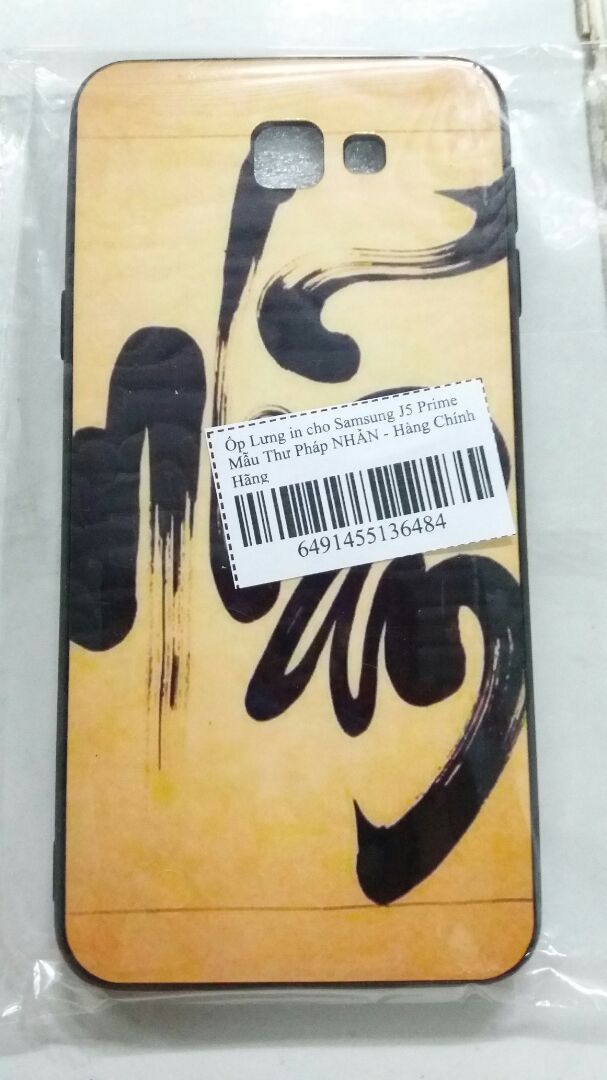 Ốp Lưng in cho Samsung J5 Prime
Mẫu Thư Pháp NHẪN - Hàng Chính
Hãng
6491455136484